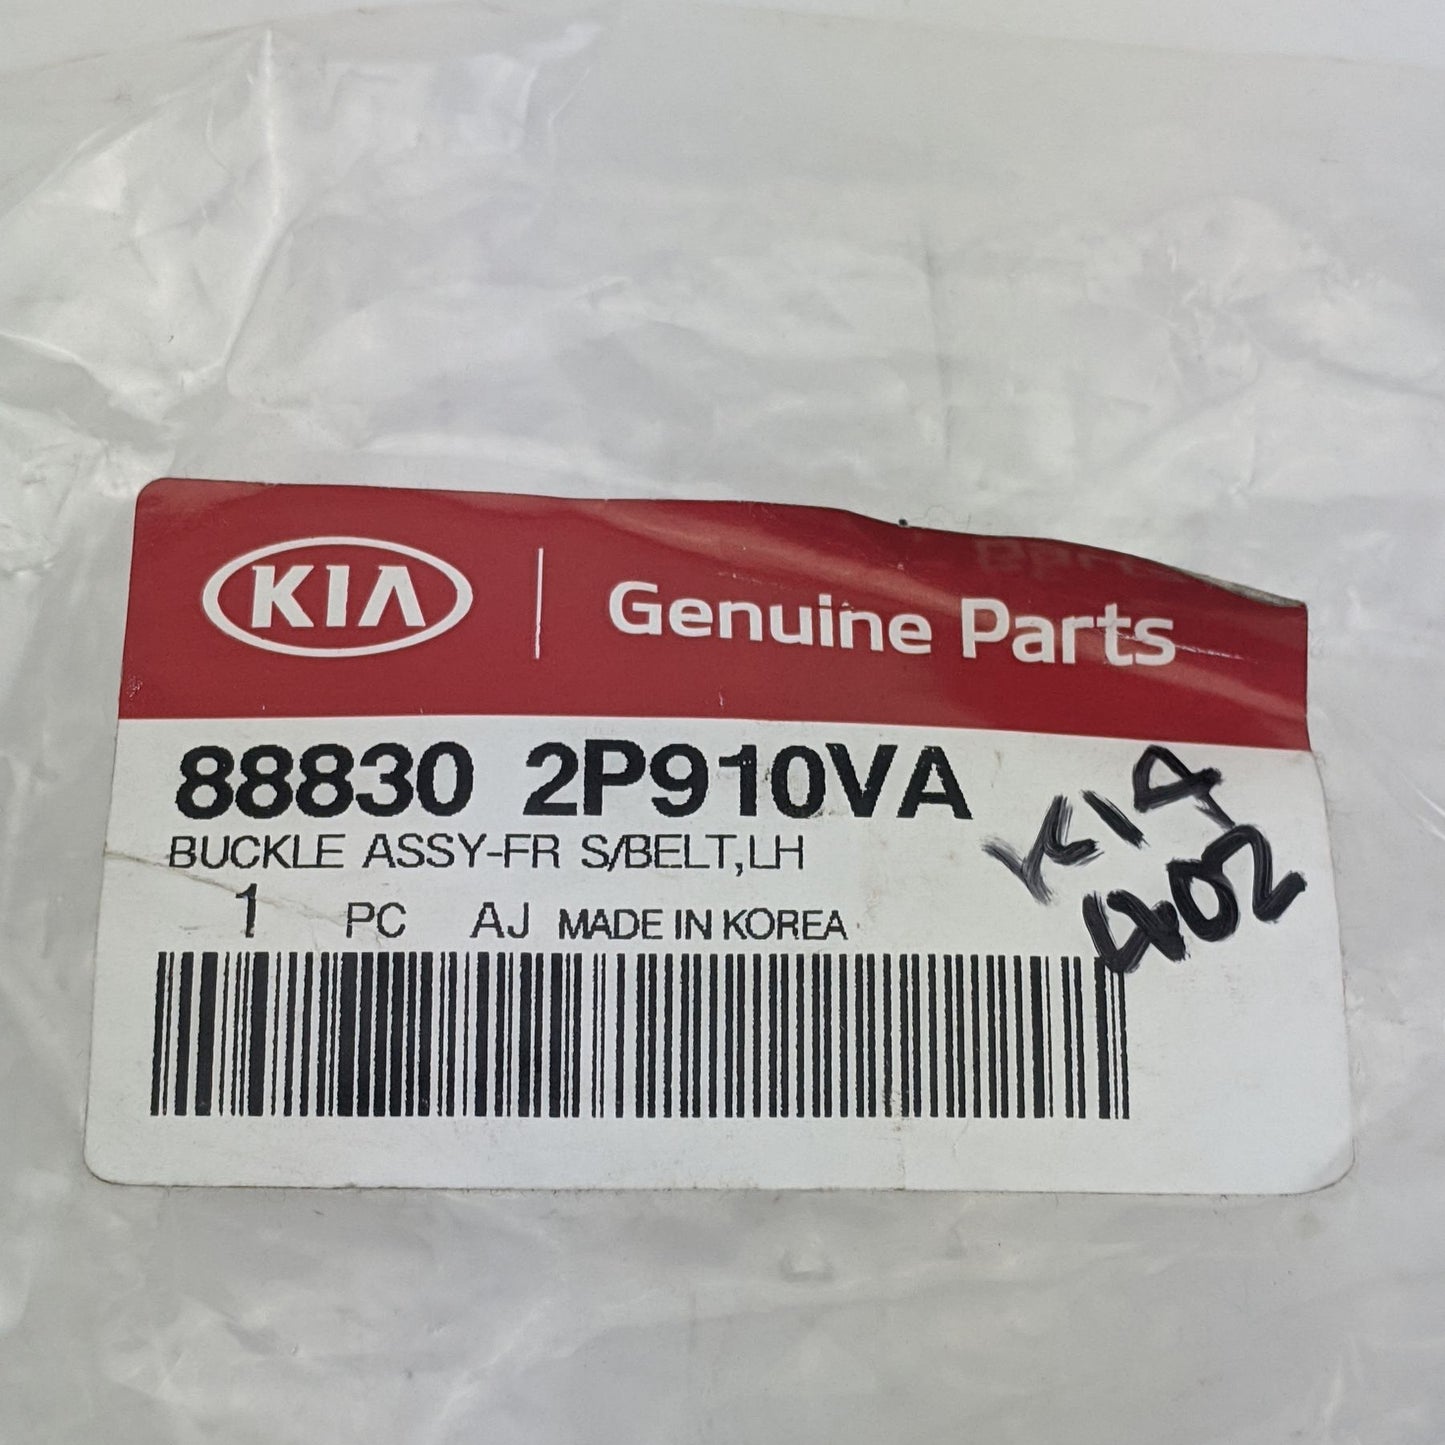 KIA Genuine Parts
88830 2P910VA
BUCKLE ASSY-FR S/BELT,LH
1 PC AJ MADE IN KOREA
KIA
402